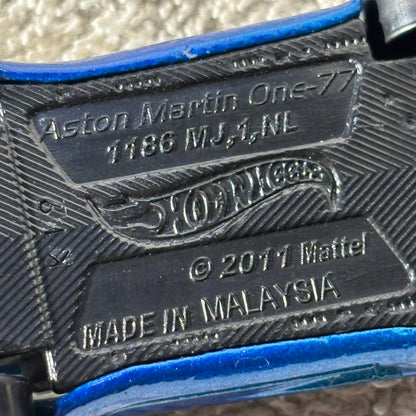 Aston Martin One-77
1186 MJ,1,NL
HOT WHEELS
© 2011 Mattel
MADE IN MALAYSIA